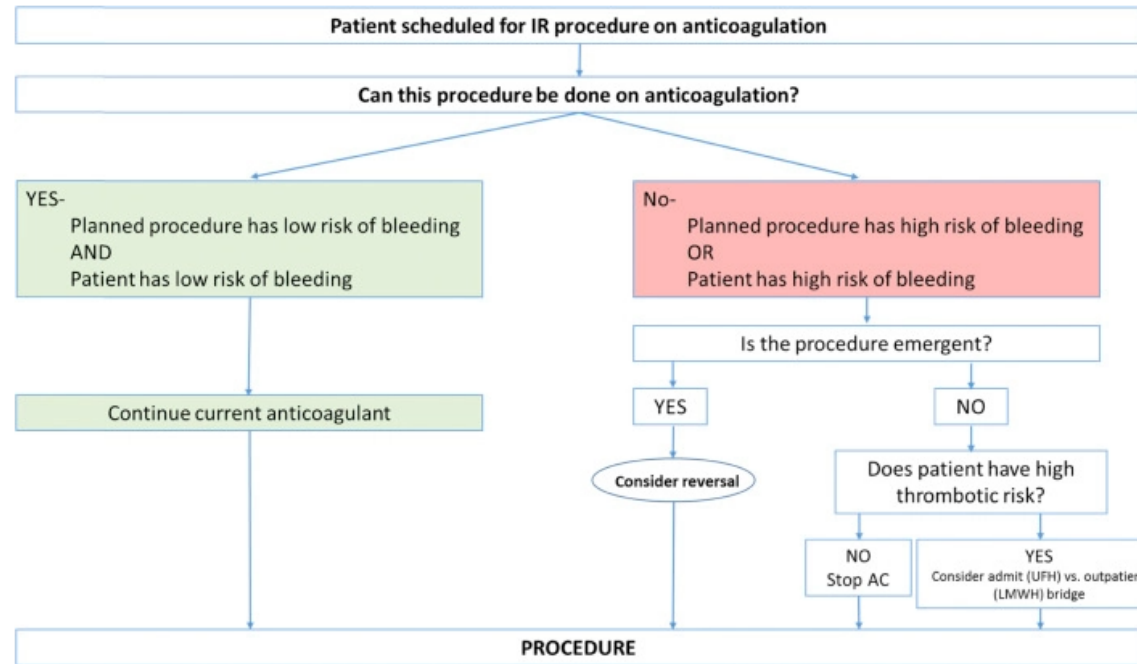 Patient scheduled for IR procedure on anticoagulation
Can this procedure be done on anticoagulation?
YES-
Planned procedure has low risk of bleeding
AND
Patient has low risk of bleeding
No-
Planned procedure has high risk of bleeding
OR
Patient has high risk of bleeding
Is the procedure emergent?
Continue current anticoagulant
YES
NO
Consider reversal
Does patient have high
thrombotic risk?
NO
Stop AC
YES
Consider admit (UFH) vs. outpatien
(LMWH) bridge
PROCEDURE